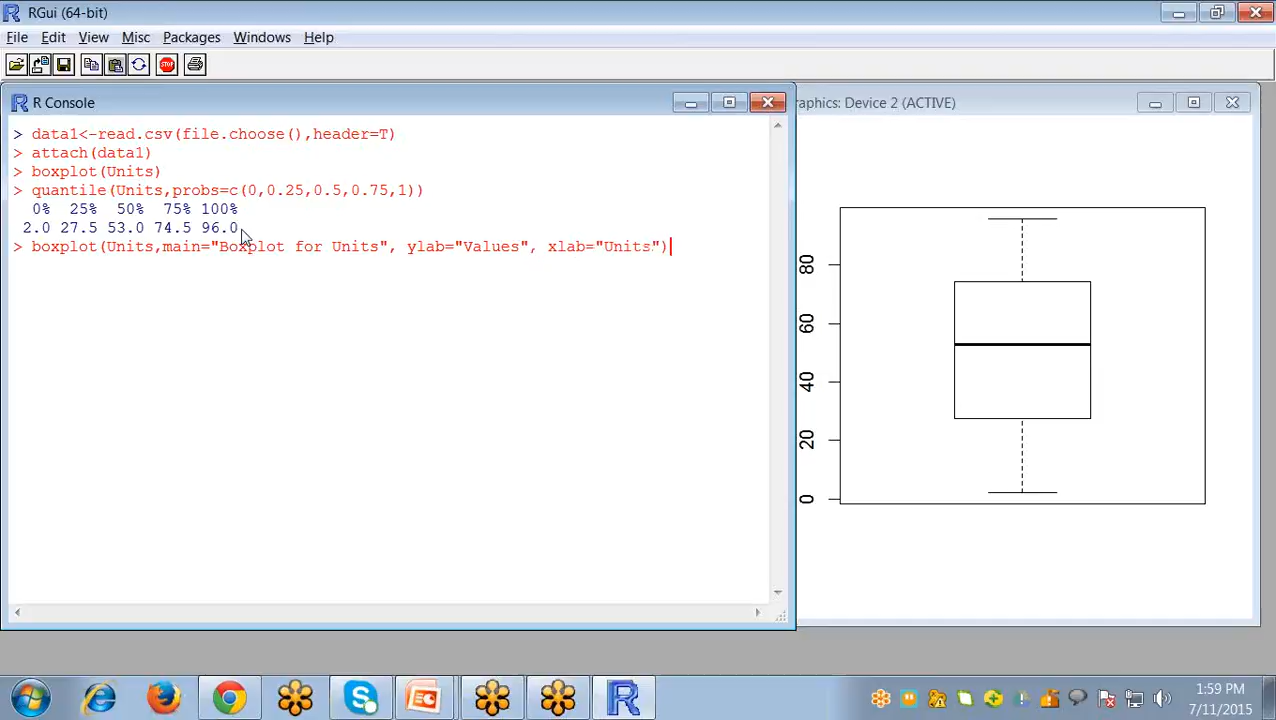 RGui (64-bit)
File Edit View Misc Packages Windows Help
STOP
R Console
> data1<-read.csv(file.choose(),header=T)
> attach(data1)
> boxplot(Units)
> quantile(Units,probs=c(0,0.25,0.5,0.75,1))
0% 25% 50% 75% 100%
2.0 27.5 53.0 74.5 96.0
> boxplot(Units,main="Boxplot for Units", ylab="Values", xlab="Units")
raphics: Device 2 (ACTIVE)
80
60
40
20
0
1:59 PM
7/11/2015